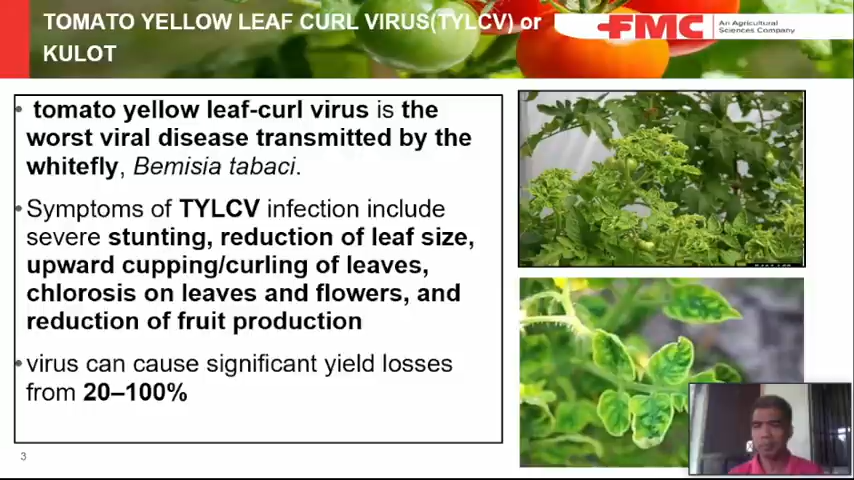 TOMATO YELLOW LEAF CURL VIRUS(TYLCV) or
KULOT
FMC
An Agricultural
Sciences Company
• tomato yellow leaf-curl virus is the
worst viral disease transmitted by the
whitefly, Bemisia tabaci.
• Symptoms of TYLCV infection include
severe stunting, reduction of leaf size,
upward cupping/curling of leaves,
chlorosis on leaves and flowers, and
reduction of fruit production
• virus can cause significant yield losses
from 20–100%
3